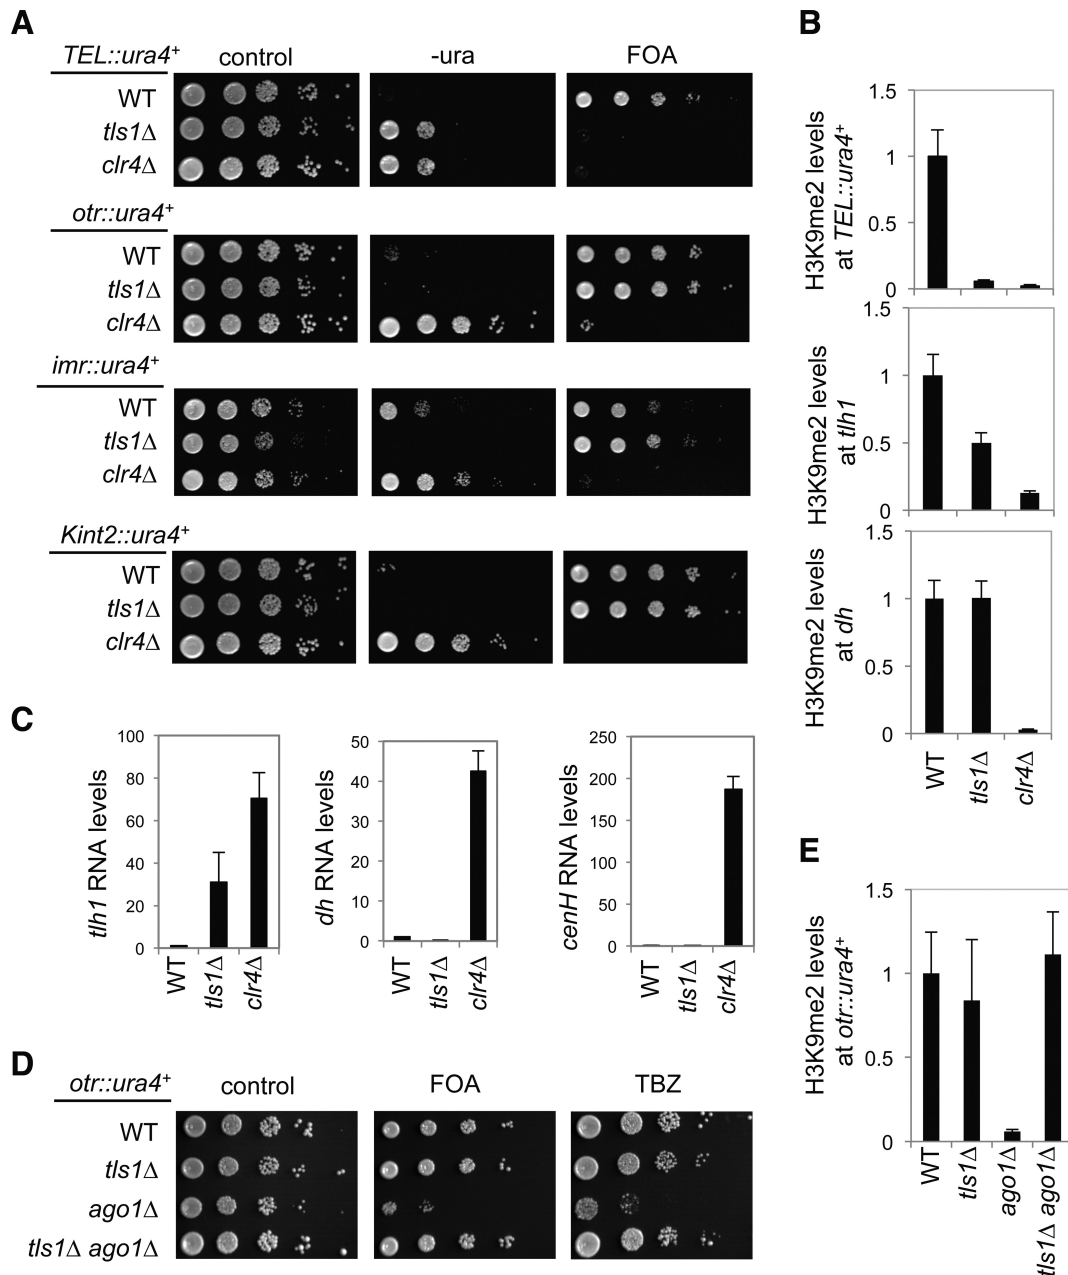 A
TEL::ura4+
control
-ura
FOA
WT
tls1Δ
clr4Δ
otr::ura4+
WT
tls1Δ
clr4Δ
imr::ura4+
WT
tls1Δ
clr4Δ
Kint2::ura4+
WT
tls1Δ
clr4Δ
B
H3K9me2 levels
at TEL::ura4+
1.5
1
0.5
0
H3K9me2 levels
at tlh1
1.5
1
0.5
0
H3K9me2 levels
at dh
1.5
1
0.5
0
WT
tls1Δ
clr4Δ
C
tlh1 RNA levels
100
80
60
40
20
0
WT
tls1Δ
clr4Δ
dh RNA levels
50
40
30
20
10
0
WT
tls1Δ
clr4Δ
cenH RNA levels
250
200
150
100
50
0
WT
tls1Δ
clr4Δ
D
otr::ura4+
control
FOA
TBZ
WT
tls1Δ
ago1Δ
tls1Δ ago1Δ
E
H3K9me2 levels
at otr::ura4+
1.5
1
0.5
0
WT
tls1Δ
ago1Δ
tls1Δ ago1Δ